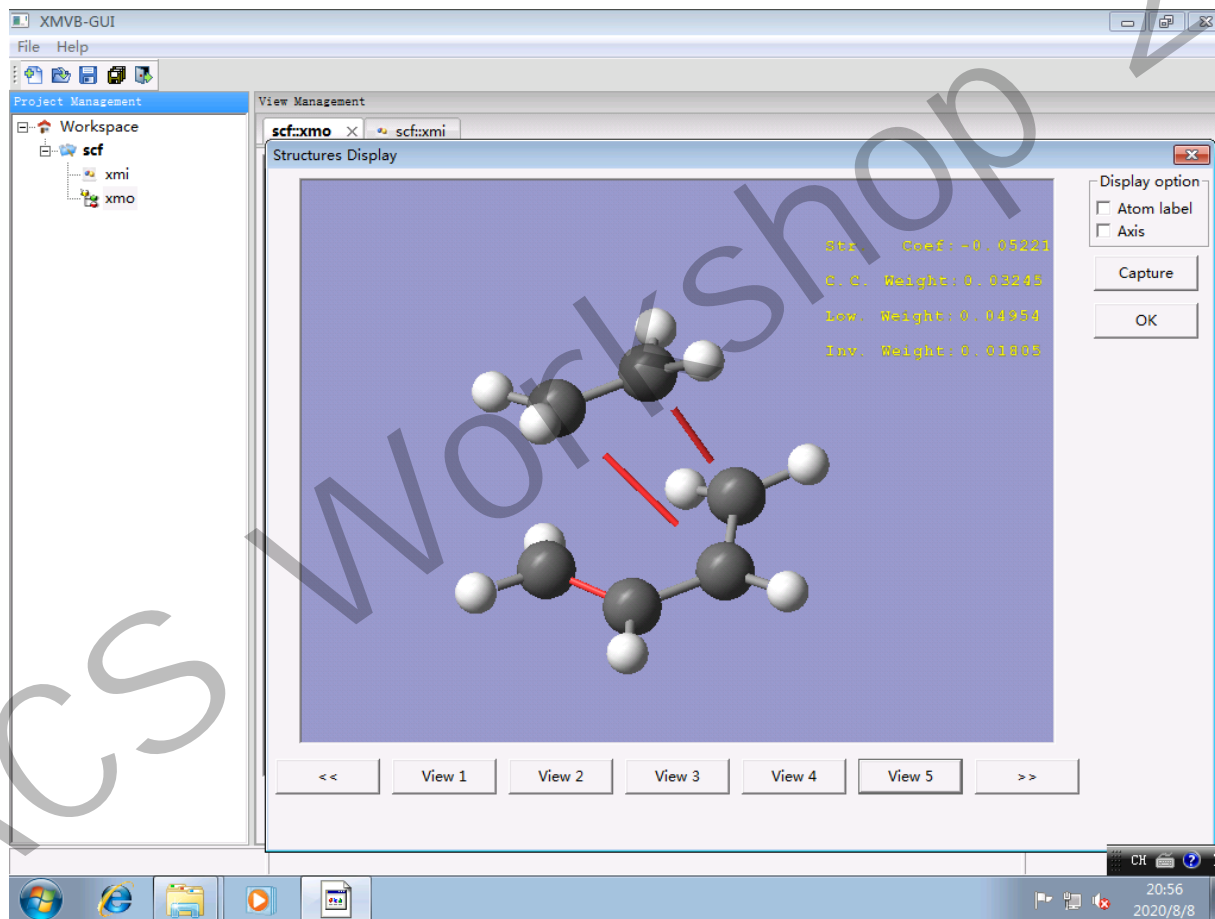 XMVB-GUI
File Help
Project Management
View Management
Workspace
scf
xmi
xmo
scf::xmo
scf::xmi
Structures Display
Str. Coef:-0.05221
C.C. Weight:0.03245
Low. Weight:0.04954
Inv. Weight:0.01805
Display option
Atom label
Axis
Capture
OK
<<
View 1
View 2
View 3
View 4
View 5
>>
CH
20:56
2020/8/8
CS Workshop